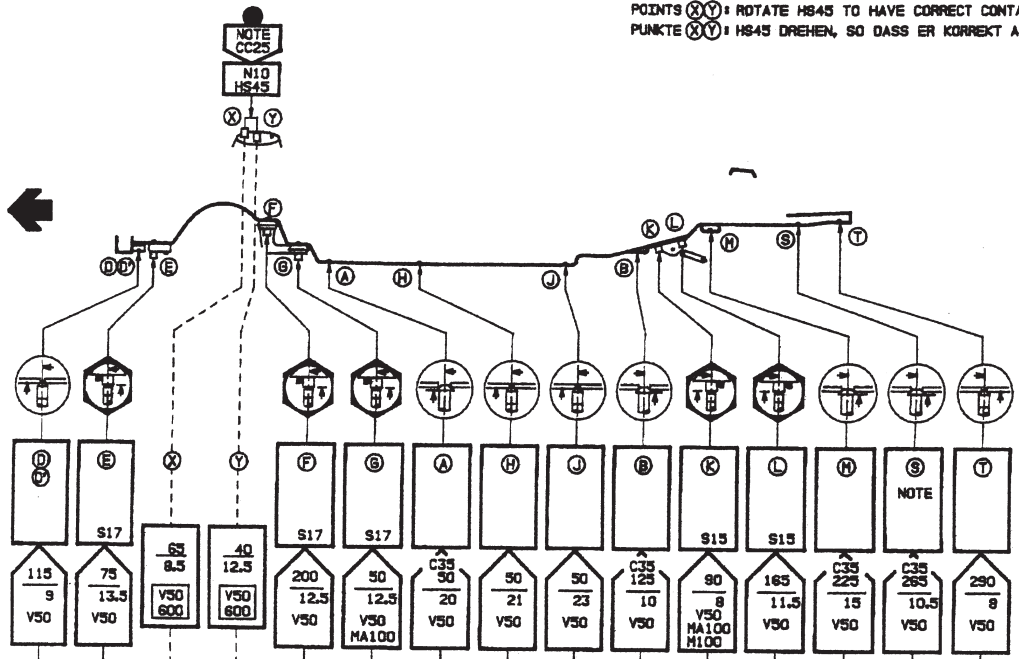 POINTS Ⓧ Ⓨ : ROTATE HS45 TO HAVE CORRECT CONTA
PUNKTE Ⓧ Ⓨ : HS45 DREHEN, SO DASS ER KORREKT A
NOTE
CC25
N10
HS45
X Y
F
K L
D D' E G A H J B M S T
D
D'
E
S17
X
Y
F
S17
G
S17
A
H
J
B
K
S15
L
S15
M
S
NOTE
T
115
9
V50
75
13.5
V50
65
8.5
V50
600
40
12.5
V50
600
200
12.5
V50
50
12.5
V50
MA100
C35
50
20
V50
50
21
V50
50
23
V50
C35
125
10
V50
90
8
V50
MA100
M100
165
11.5
V50
C35
225
15
V50
C35
265
10.5
V50
290
8
V50